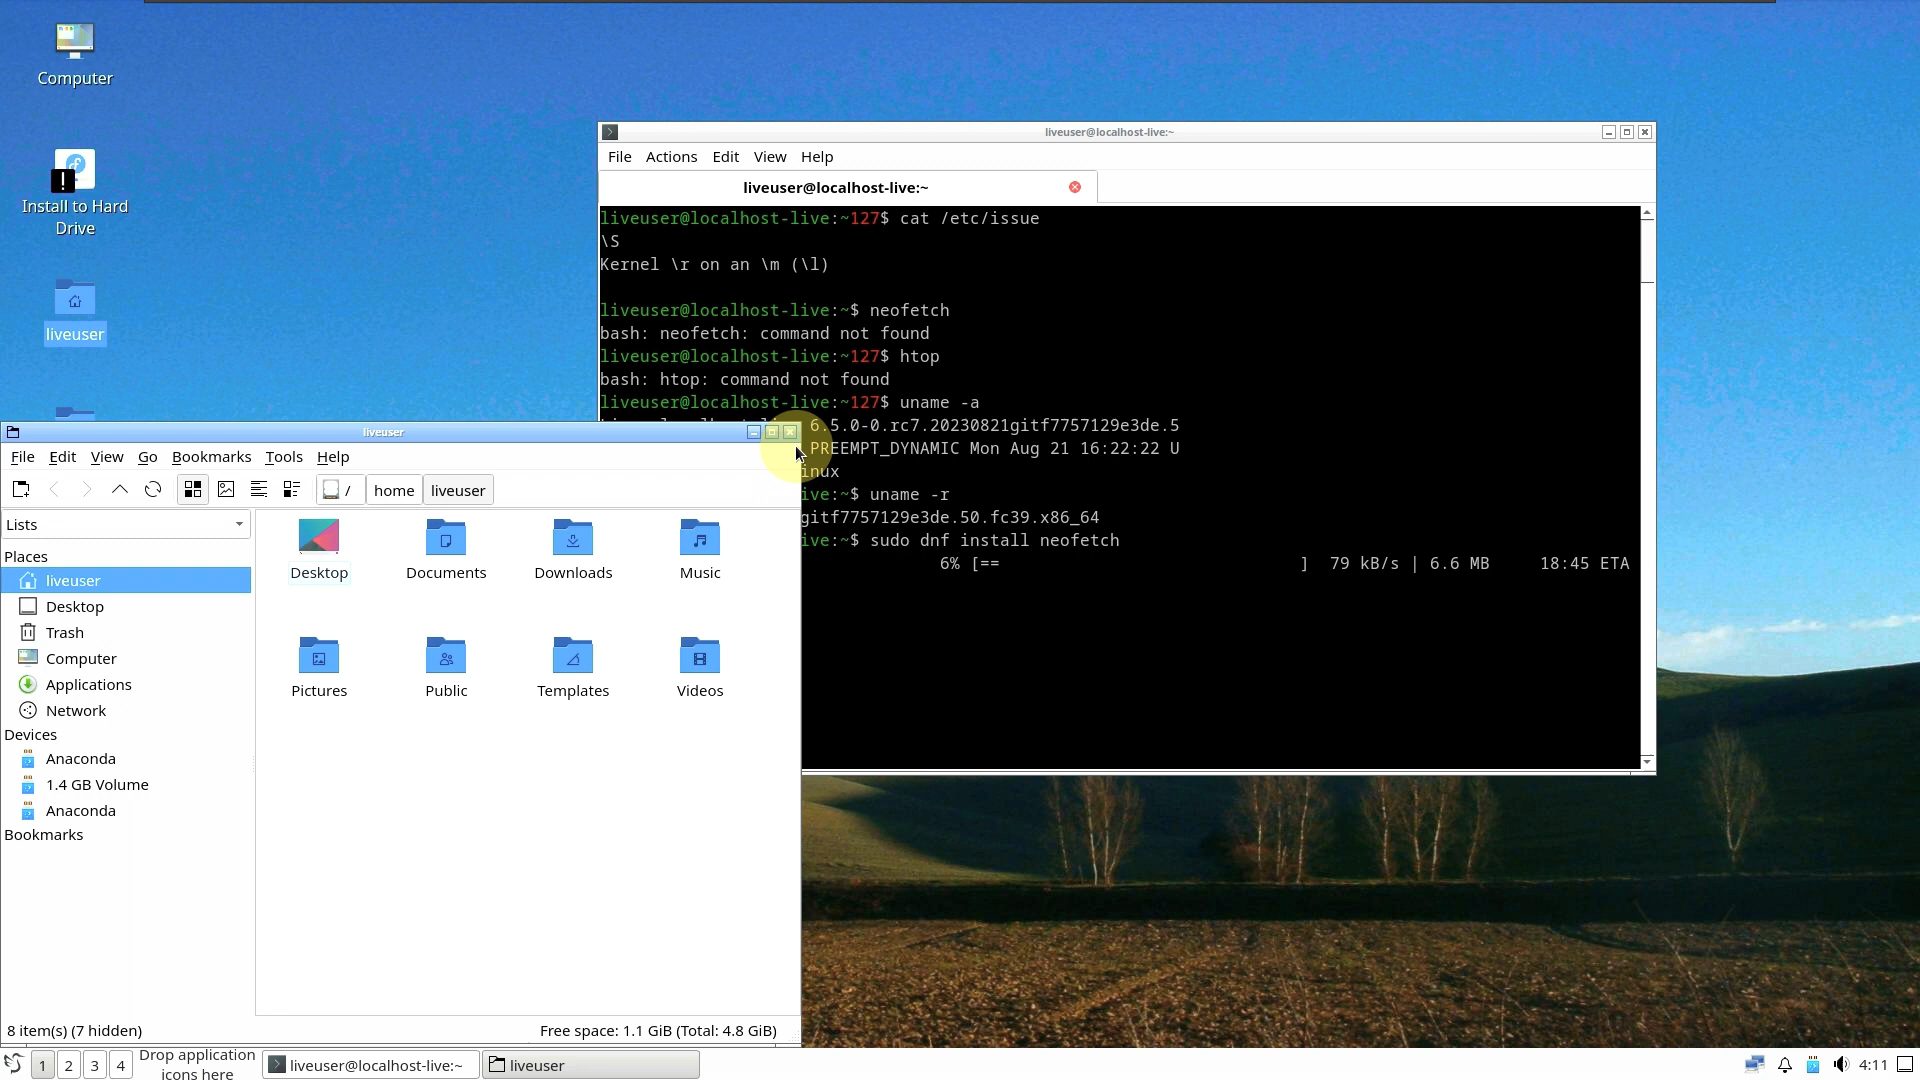 Computer
Install to Hard
Drive
liveuser
liveuser@localhost-live:~
File Actions Edit View Help
liveuser@localhost-live:~
liveuser@localhost-live:~127$ cat /etc/issue
\S
Kernel \r on an \m (\l)
liveuser@localhost-live:~$ neofetch
bash: neofetch: command not found
liveuser@localhost-live:~127$ htop
bash: htop: command not found
liveuser@localhost-live:~127$ uname -a
6.5.0-0.rc7.20230821gitf7757129e3de.5
PREEMPT_DYNAMIC Mon Aug 21 16:22:22 U
inux
ive:~$ uname -r
gitf7757129e3de.50.fc39.x86_64
ive:~$ sudo dnf install neofetch
6% [== ] 79 kB/s | 6.6 MB 18:45 ETA
liveuser
File Edit View Go Bookmarks Tools Help
/ home liveuser
Lists
Places
liveuser
Desktop
Trash
Computer
Applications
Network
Devices
Anaconda
1.4 GB Volume
Anaconda
Bookmarks
Desktop Documents Downloads Music
Pictures Public Templates Videos
8 item(s) (7 hidden) Free space: 1.1 GiB (Total: 4.8 GiB)
1 2 3 4 Drop application
icons here
liveuser@localhost-live:~ liveuser 4:11